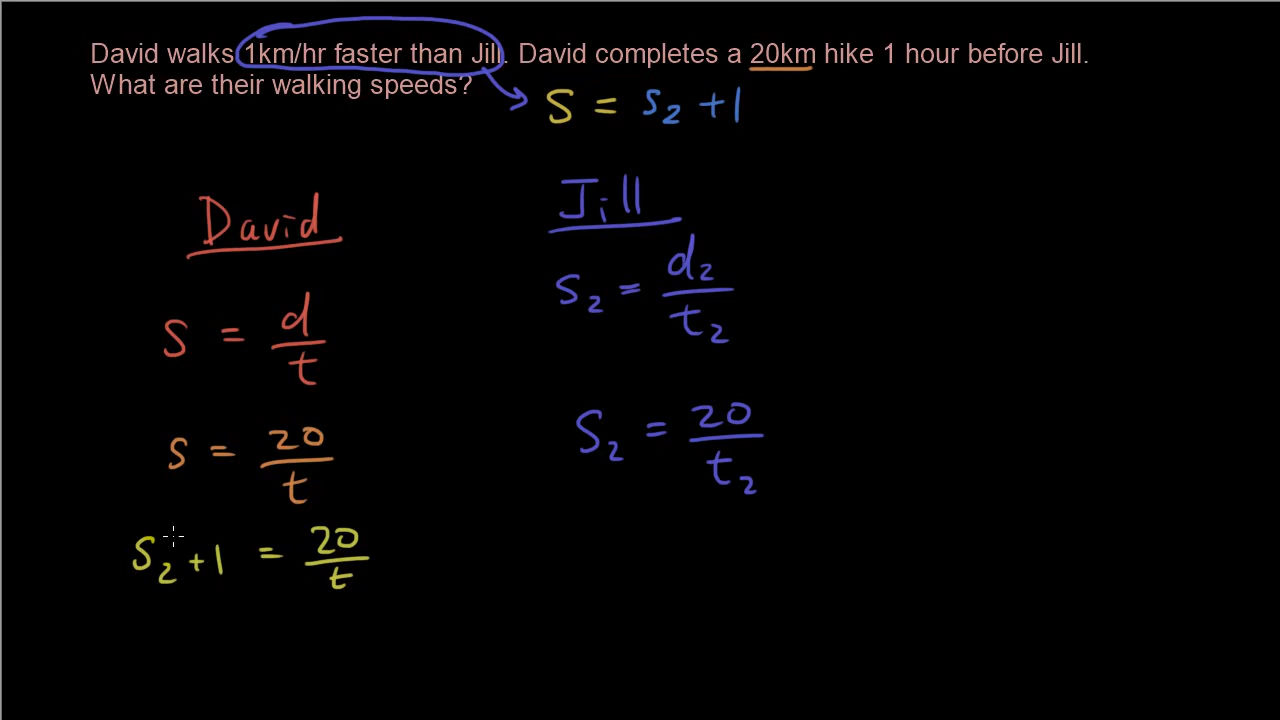 David walks 1km/hr faster than Jill. David completes a 20km hike 1 hour before Jill.
What are their walking speeds?
S = s₂ + 1
David
S = d/t
S = 20/t
S₂ + 1 = 20/t
Jill
s₂ = d₂/t₂
S₂ = 20/t₂